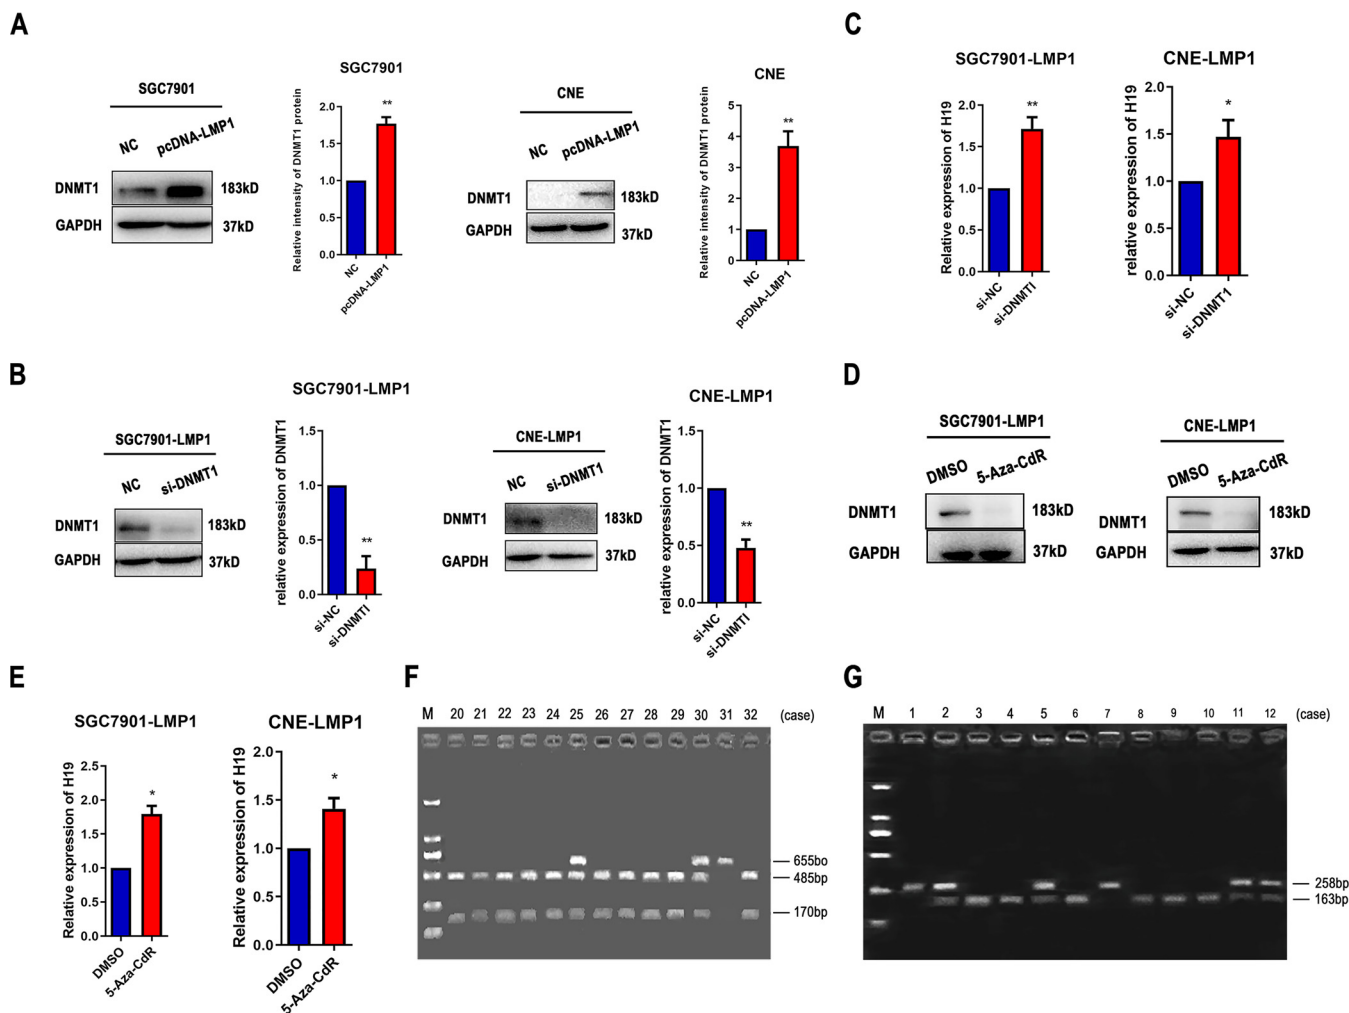 A
SGC7901
NC pcDNA-LMP1
DNMT1 183kD
GAPDH 37kD
SGC7901
Relative intensity of DNMT1 protein
2.0
1.5
1.0
0.5
0.0
**
NC
pcDNA-LMP1
CNE
NC pcDNA-LMP1
DNMT1 183kD
GAPDH 37kD
CNE
Relative intensity of DNMT1 protein
5
4
3
2
1
0
**
NC
pcDNA-LMP1
C
SGC7901-LMP1
Relative expression of H19
2.0
1.5
1.0
0.5
0.0
**
si-NC
si-DNMTI
CNE-LMP1
relative expression of H19
2.0
1.5
1.0
0.5
0.0
*
si-NC
si-DNMT1
B
SGC7901-LMP1
NC si-DNMT1
DNMT1 183kD
GAPDH 37kD
SGC7901-LMP1
relative expression of DNMT1
1.5
1.0
0.5
0.0
**
si-NC
si-DNMTI
CNE-LMP1
NC si-DNMT1
DNMT1 183kD
GAPDH 37kD
CNE-LMP1
relative expression of DNMT1
1.5
1.0
0.5
0.0
**
si-NC
si-DNMTI
D
SGC7901-LMP1
DMSO 5-Aza-CdR
DNMT1 183kD
GAPDH 37kD
CNE-LMP1
DMSO 5-Aza-CdR
DNMT1 183kD
GAPDH 37kD
E
SGC7901-LMP1
Relative expression of H19
2.5
2.0
1.5
1.0
0.5
0.0
*
DMSO
5-Aza-CdR
CNE-LMP1
Relative expression of H19
2.0
1.5
1.0
0.5
0.0
*
DMSO
5-Aza-CdR
F
M 20 21 22 23 24 25 26 27 28 29 30 31 32 (case)
655bo
485bp
170bp
G
M 1 2 3 4 5 6 7 8 9 10 11 12 (case)
258bp
163bp